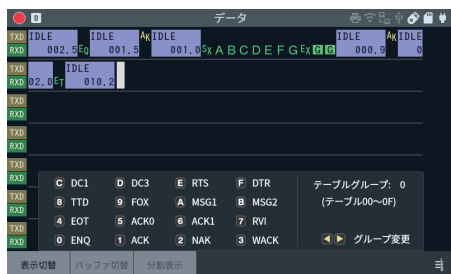 0 データ
TXD IDLE IDLE AK IDLE IDLE AK IDLE
RXD 002.5 EQ 001.5 001.0 SX A B C D E F G EX G G 000.9 0
TXD IDLE
RXD 02.0 ET 010.2
TXD
RXD
TXD
RXD
TXD
RXD
TXD
RXD
TXD
RXD
C DC1 D DC3 E RTS F DTR テーブルグループ: 0
8 TTD 9 FOX A MSG1 B MSG2 (テーブル00〜0F)
4 EOT 5 ACK0 6 ACK1 7 RVI
0 ENQ 1 ACK 2 NAK 3 WACK グループ変更
表示切替 バッファ切替 分割表示